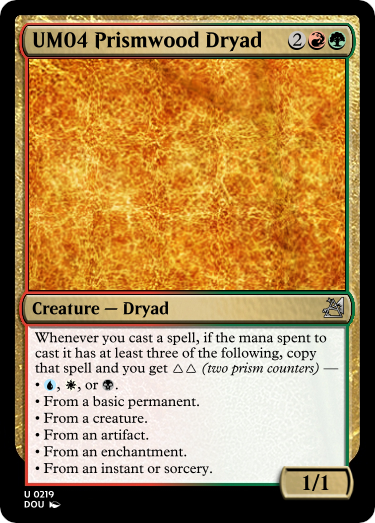 UM04 Prismwood Dryad 2
Creature — Dryad
Whenever you cast a spell, if the mana spent to
cast it has at least three of the following, copy
that spell and you get △△ (two prism counters) —
• , , or .
• From a basic permanent.
• From a creature.
• From an artifact.
• From an enchantment.
• From an instant or sorcery.
1/1
U 0219
DOU